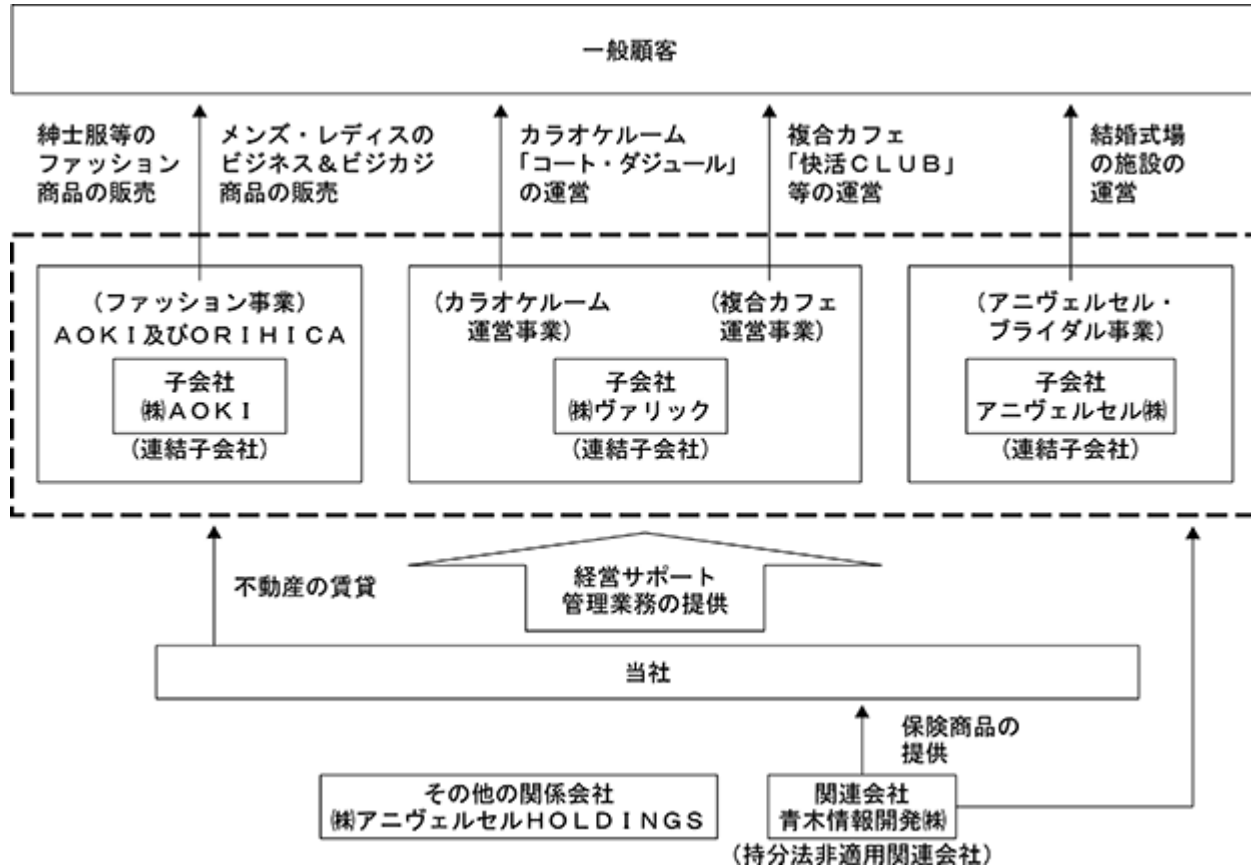 一般顧客
紳士服等の
ファッション
商品の販売
メンズ・レディスの
ビジネス&ビジカジ
商品の販売
カラオケルーム
「コート・ダジュール」
の運営
複合カフェ
「快活CLUB」
等の運営
結婚式場
の施設の
運営
(ファッション事業)
AOKI及びORIHICA
子会社
㈱AOKI
(連結子会社)
(カラオケルーム
運営事業)
(複合カフェ
運営事業)
子会社
㈱ヴァリック
(連結子会社)
(アニヴェルセル・
ブライダル事業)
子会社
アニヴェルセル㈱
(連結子会社)
不動産の賃貸
経営サポート
管理業務の提供
当社
保険商品の
提供
その他の関係会社
㈱アニヴェルセルHOLDINGS
関連会社
青木情報開発㈱
(持分法非適用関連会社)